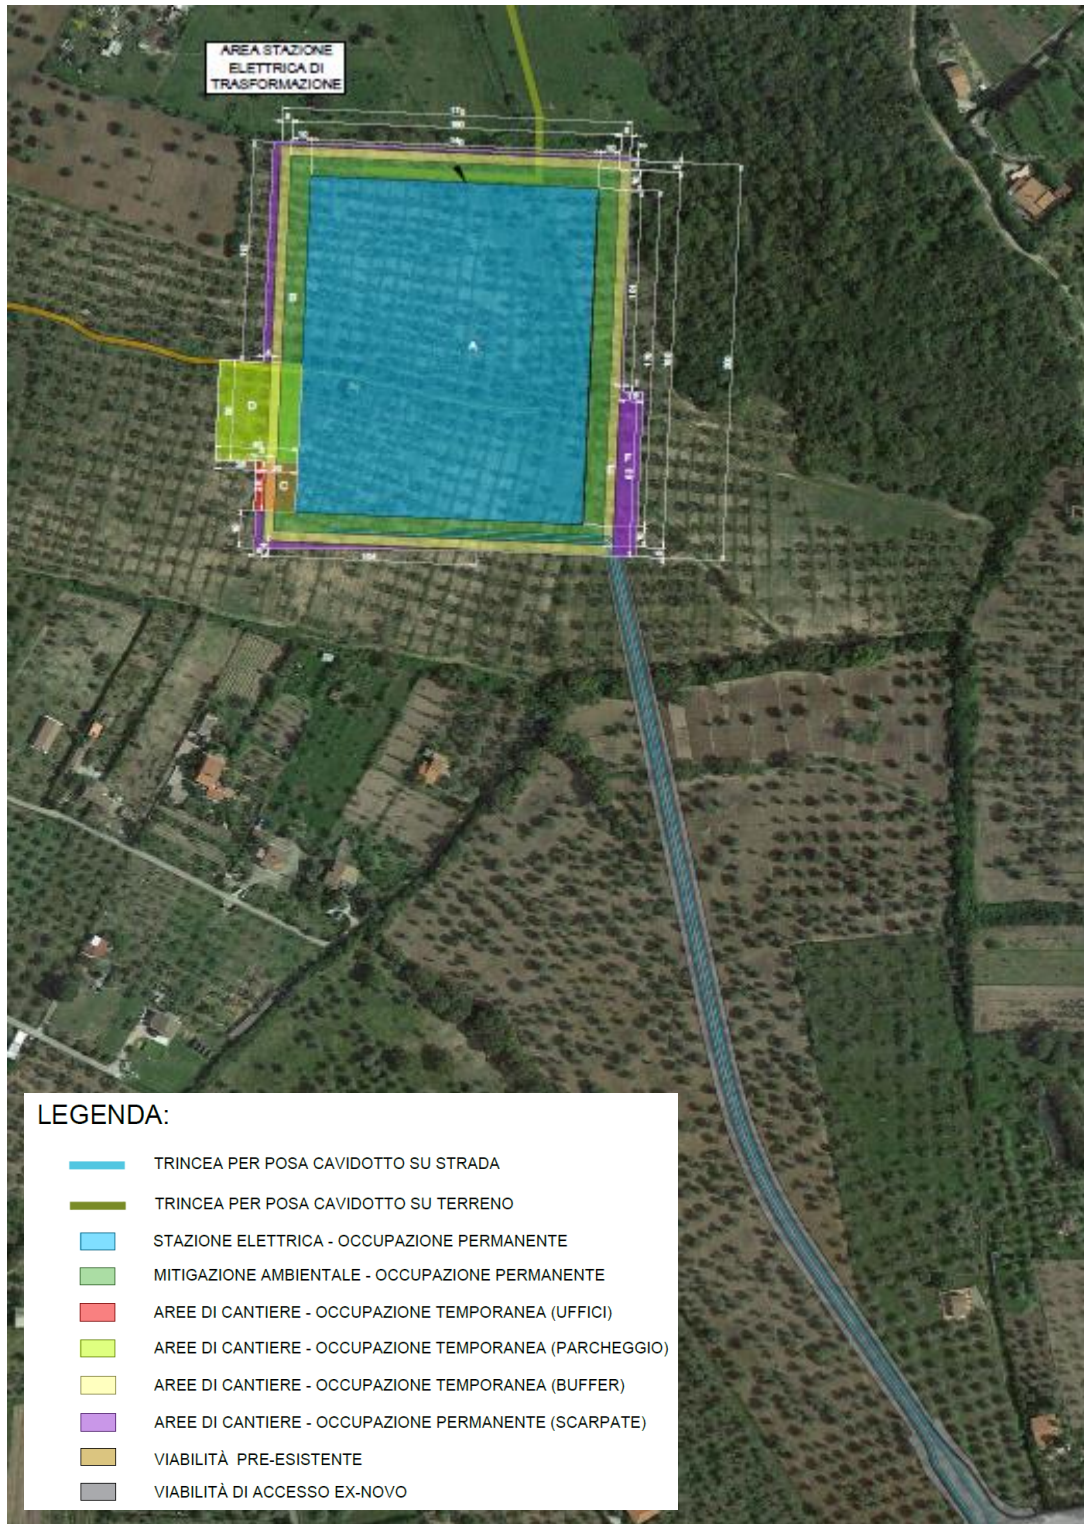 AREA STAZIONE
ELETTRICA DI
TRASFORMAZIONE
A
B
D
C
F
LEGENDA:
TRINCEA PER POSA CAVIDOTTO SU STRADA
TRINCEA PER POSA CAVIDOTTO SU TERRENO
STAZIONE ELETTRICA - OCCUPAZIONE PERMANENTE
MITIGAZIONE AMBIENTALE - OCCUPAZIONE PERMANENTE
AREE DI CANTIERE - OCCUPAZIONE TEMPORANEA (UFFICI)
AREE DI CANTIERE - OCCUPAZIONE TEMPORANEA (PARCHEGGIO)
AREE DI CANTIERE - OCCUPAZIONE TEMPORANEA (BUFFER)
AREE DI CANTIERE - OCCUPAZIONE PERMANENTE (SCARPATE)
VIABILITÀ PRE-ESISTENTE
VIABILITÀ DI ACCESSO EX-NOVO